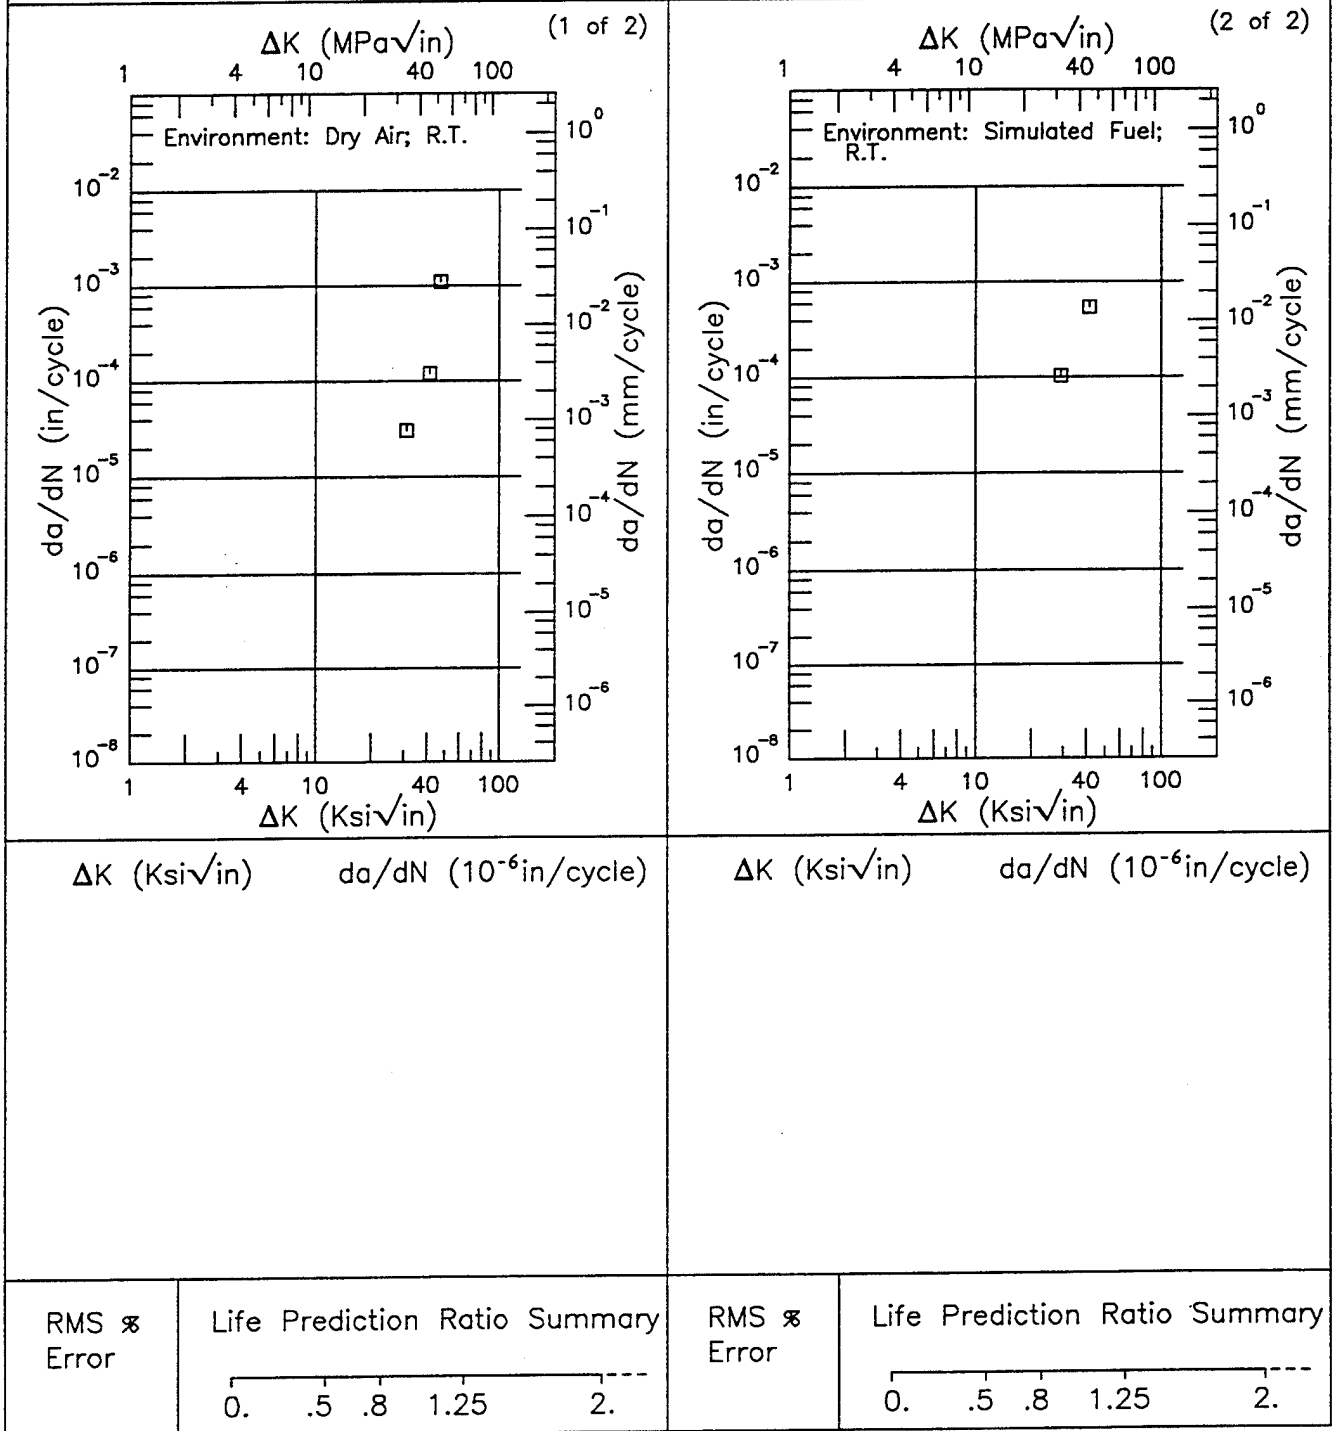 (1 of 2)
ΔK (MPa√in)
1 4 10 40 100
Environment: Dry Air; R.T.
da/dN (in/cycle)
10⁻²
10⁻³
10⁻⁴
10⁻⁵
10⁻⁶
10⁻⁷
10⁻⁸
10⁰
10⁻¹
10⁻²
10⁻³
10⁻⁴
10⁻⁵
10⁻⁶
da/dN (mm/cycle)
1 4 10 40 100
ΔK (Ksi√in)
ΔK (Ksi√in) da/dN (10⁻⁶in/cycle)
RMS %
Error
Life Prediction Ratio Summary
0. .5 .8 1.25 2.
(2 of 2)
ΔK (MPa√in)
1 4 10 40 100
Environment: Simulated Fuel;
R.T.
da/dN (in/cycle)
10⁻²
10⁻³
10⁻⁴
10⁻⁵
10⁻⁶
10⁻⁷
10⁻⁸
10⁰
10⁻¹
10⁻²
10⁻³
10⁻⁴
10⁻⁵
10⁻⁶
da/dN (mm/cycle)
1 4 10 40 100
ΔK (Ksi√in)
ΔK (Ksi√in) da/dN (10⁻⁶in/cycle)
RMS %
Error
Life Prediction Ratio Summary
0. .5 .8 1.25 2.